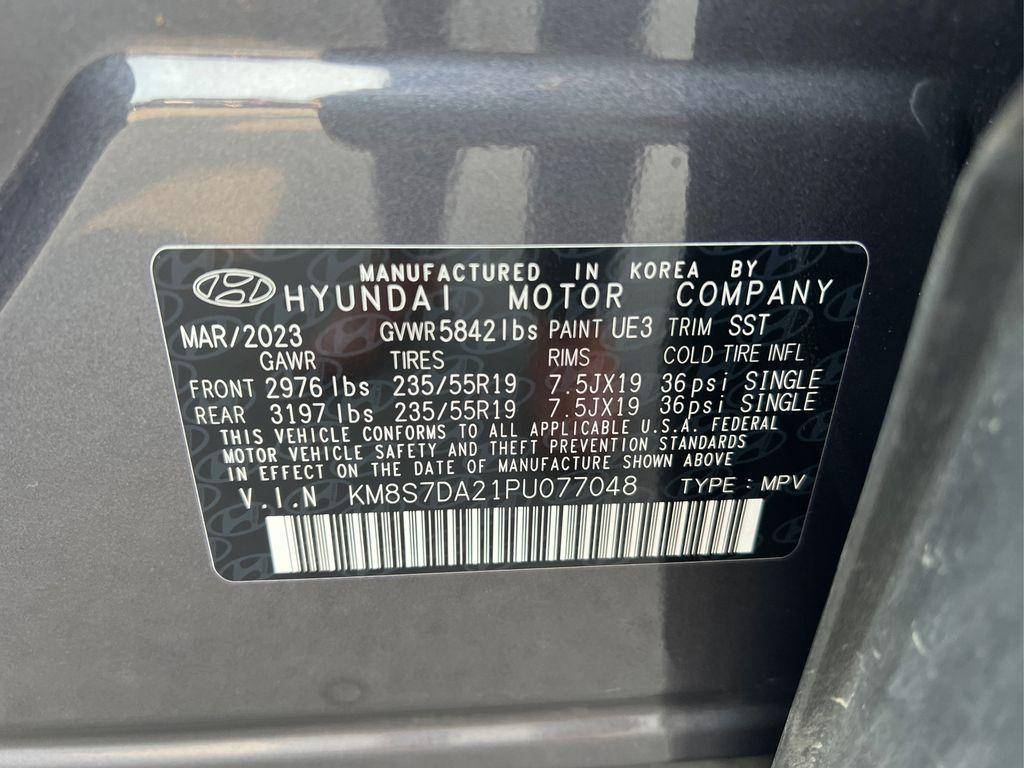 MANUFACTURED IN KOREA BY
HYUNDAI MOTOR COMPANY
MAR/2023 GVWR 5842 lbs PAINT UE3 TRIM SST
GAWR TIRES RIMS COLD TIRE INFL
FRONT 2976 lbs 235/55R19 7.5JX19 36psi SINGLE
REAR 3197 lbs 235/55R19 7.5JX19 36psi SINGLE
THIS VEHICLE CONFORMS TO ALL APPLICABLE U.S.A. FEDERAL
MOTOR VEHICLE SAFETY AND THEFT PREVENTION STANDARDS
IN EFFECT ON THE DATE OF MANUFACTURE SHOWN ABOVE
V.I.N KM8S7DA21PU077048 TYPE : MPV